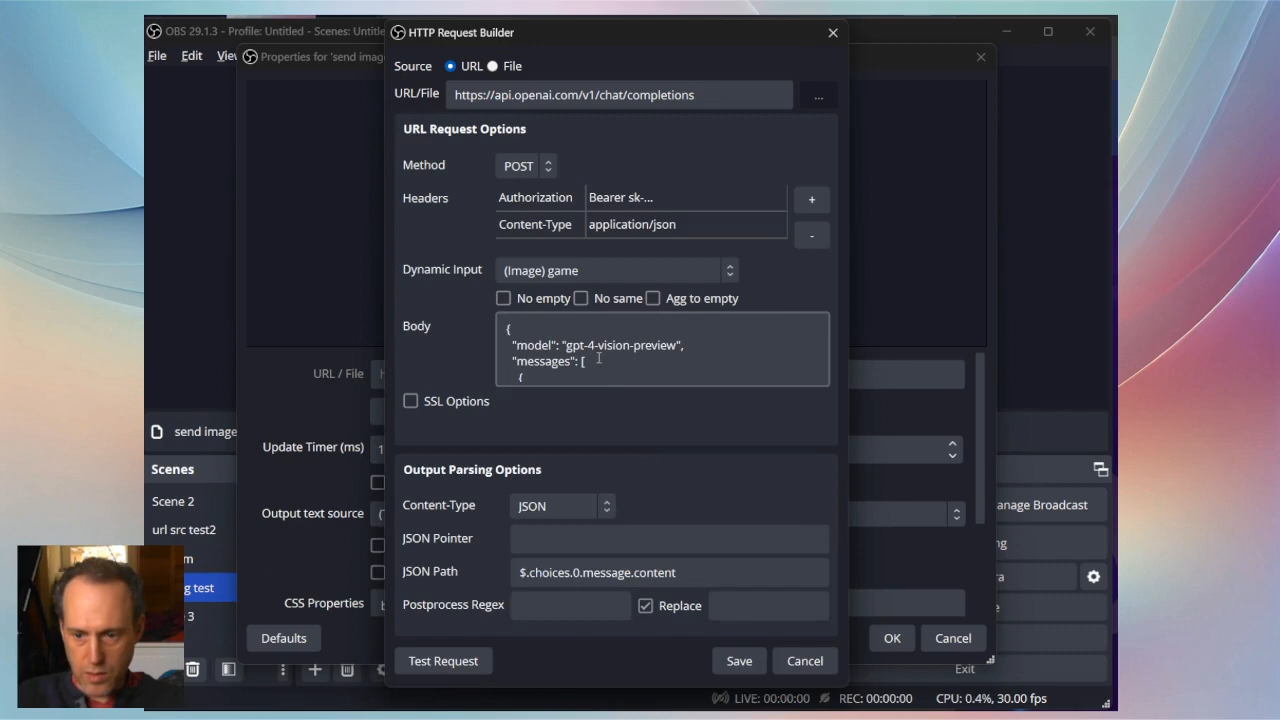 OBS 29.1.3 - Profile: Untitled - Scenes: Untitle
File Edit View
Properties for 'send imag
HTTP Request Builder
Source URL File
URL/File https://api.openai.com/v1/chat/completions ...
URL Request Options
Method POST
Headers Authorization Bearer sk-... +
Content-Type application/json -
Dynamic Input (Image) game
No empty No same Agg to empty
Body {
"model": "gpt-4-vision-preview",
"messages": [
{
SSL Options
Output Parsing Options
Content-Type JSON
JSON Pointer
JSON Path $.choices.0.message.content
Postprocess Regex Replace
Test Request Save Cancel
URL / File
Update Timer (ms) 1
Output text source
CSS Properties
Defaults OK Cancel
send image
Scenes
Scene 2
url src test2
m
g test
3
anage Broadcast
ng
ra
e
Exit
LIVE: 00:00:00 REC: 00:00:00 CPU: 0.4%, 30.00 fps